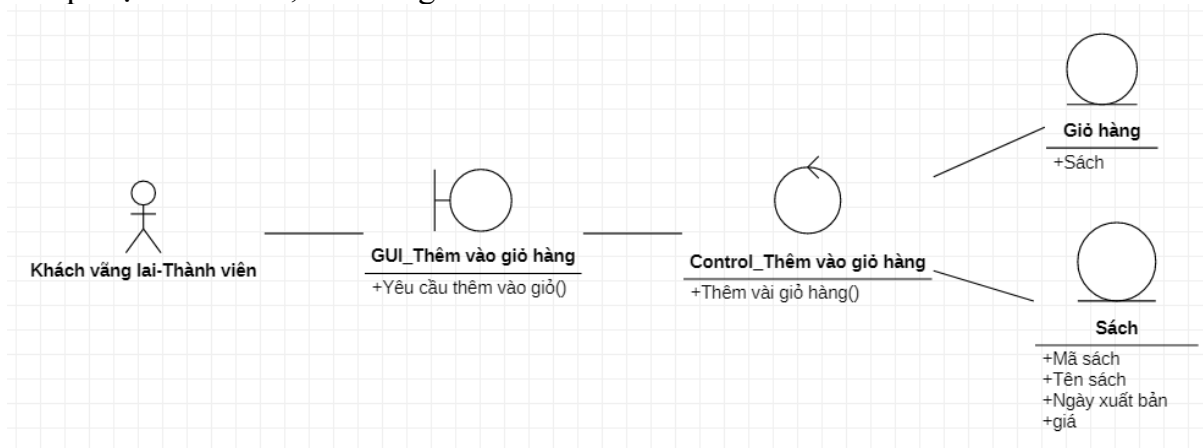 Khách vãng lai-Thành viên
GUI_Thêm vào giỏ hàng
+Yêu cầu thêm vào giỏ()
Control_Thêm vào giỏ hàng
+Thêm vài giỏ hàng()
Giỏ hàng
+Sách
Sách
+Mã sách
+Tên sách
+Ngày xuất bản
+giá